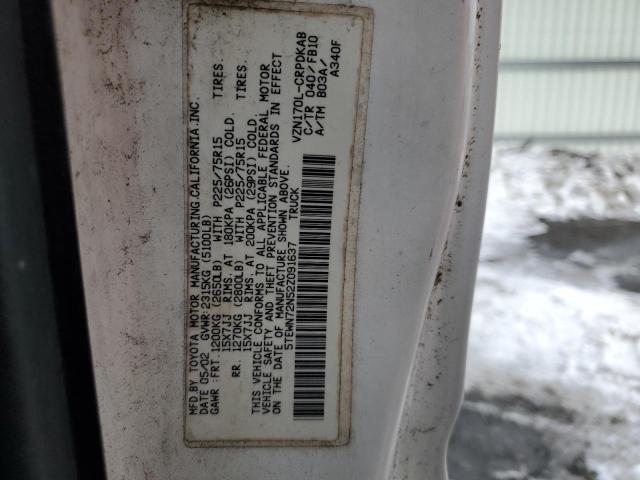 MFD BY TOYOTA MOTOR MANUFACTURING CALIFORNIA.INC.
DATE 05/02 GVWR:2315KG (5100LB)
GAWR :FRT.1200KG (2650LB) WITH P225/75R15 TIRES.
15X7JJ RIMS. AT 180KPA (26PSI) COLD.
RR. 1270KG (2800LB) WITH P225/75R15 TIRES.
15X7JJ RIMS. AT 200KPA (29PSI) COLD.
THIS VEHICLE CONFORMS TO ALL APPLICABLE FEDERAL MOTOR
VEHICLE SAFETY AND THEFT PREVENTION STANDARDS IN EFFECT
ON THE DATE OF MANUFACTURE SHOWN ABOVE.
5TEWN72N52Z091637 TRUCK
VZN170L-CRPDKAB
C/TR 040/FB10
A/TM B03A/
A340F